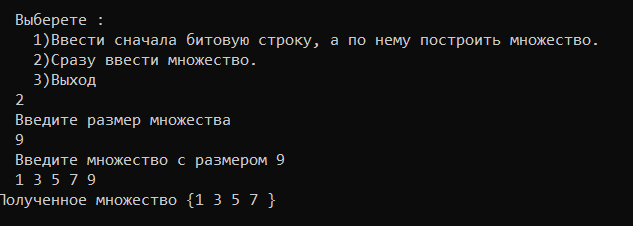 Выберете :
1)Ввести сначала битовую строку, а по нему построить множество.
2)Сразу ввести множество.
3)Выход
2
Введите размер множества
9
Введите множество с размером 9
1 3 5 7 9
Полученное множество {1 3 5 7 }